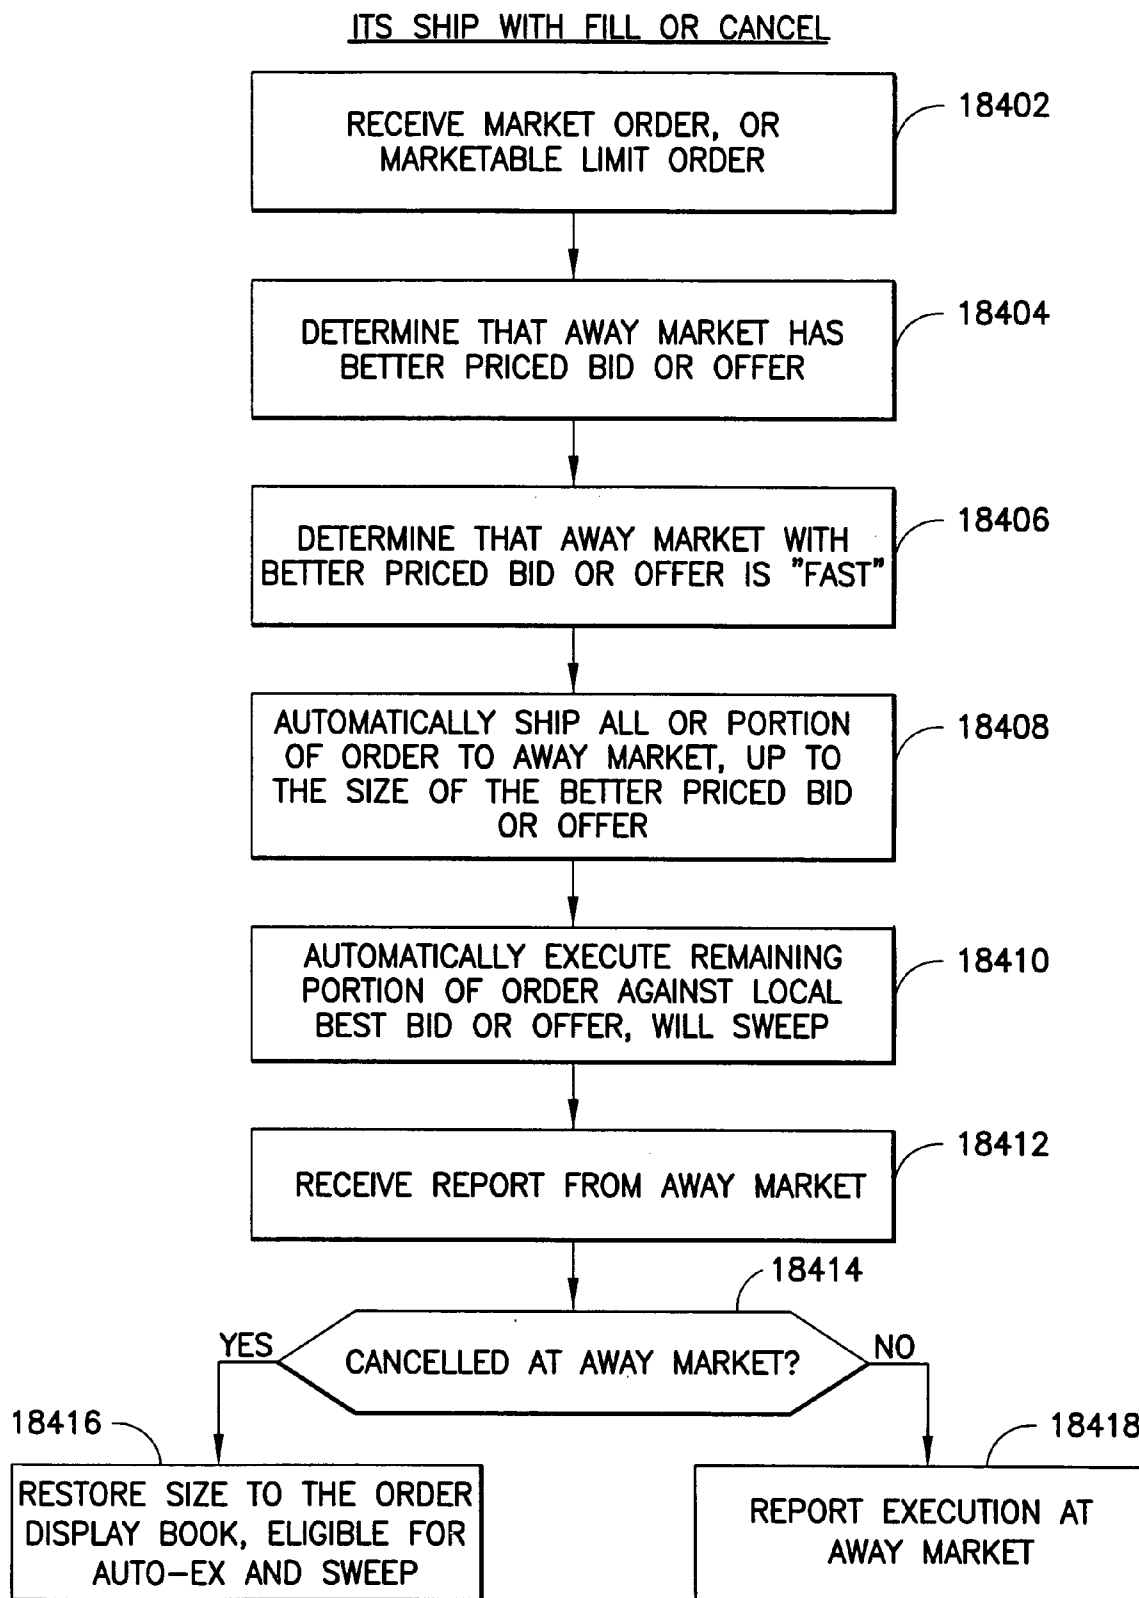 ITS SHIP WITH FILL OR CANCEL
RECEIVE MARKET ORDER, OR
MARKETABLE LIMIT ORDER
18402
DETERMINE THAT AWAY MARKET HAS
BETTER PRICED BID OR OFFER
18404
DETERMINE THAT AWAY MARKET WITH
BETTER PRICED BID OR OFFER IS "FAST"
18406
AUTOMATICALLY SHIP ALL OR PORTION
OF ORDER TO AWAY MARKET, UP TO
THE SIZE OF THE BETTER PRICED BID
OR OFFER
18408
AUTOMATICALLY EXECUTE REMAINING
PORTION OF ORDER AGAINST LOCAL
BEST BID OR OFFER, WILL SWEEP
18410
RECEIVE REPORT FROM AWAY MARKET
18412
18414
YES
CANCELLED AT AWAY MARKET?
NO
18416
RESTORE SIZE TO THE ORDER
DISPLAY BOOK, ELIGIBLE FOR
AUTO-EX AND SWEEP
18418
REPORT EXECUTION AT
AWAY MARKET